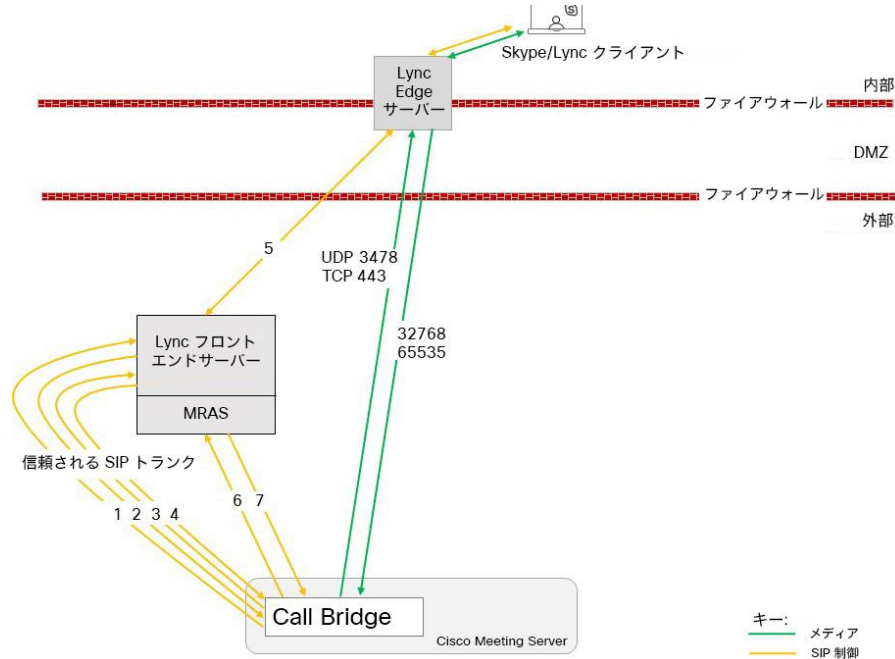 S
Skype/Lync クライアント
Lync
Edge
サーバー
内部
ファイアウォール
DMZ
ファイアウォール
外部
5
UDP 3478
TCP 443
32768
65535
Lync フロント
エンドサーバー
MRAS
信頼される SIP トランク
6 7
1 2 3 4
Call Bridge
Cisco Meeting Server
キー:
メディア
SIP 制御